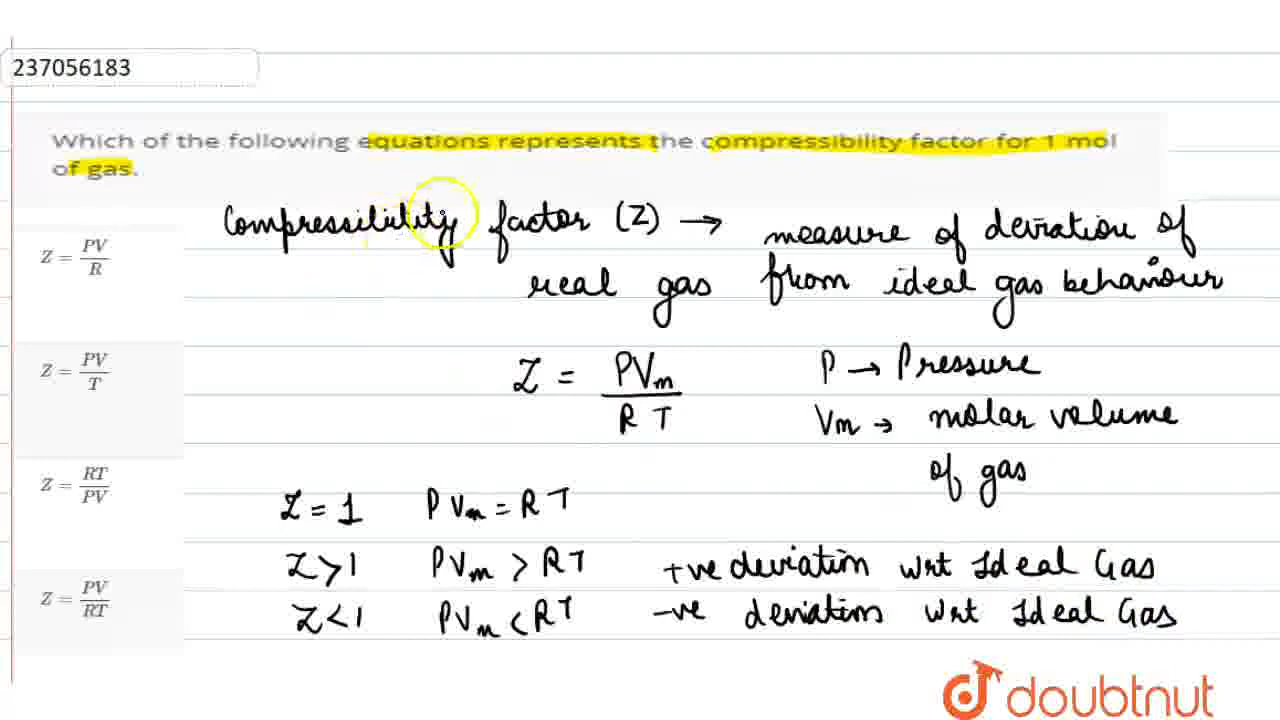 237056183
Which of the following equations represents the compressibility factor for 1 mol
of gas.
Compressibility factor (Z) → measure of deviation of
real gas from ideal gas behaviour
Z = PV/R
Z = PV/T
Z = PVm/RT
P → Pressure
Vm → molar volume
of gas
Z = RT/PV
Z = 1 PVm = RT
Z > 1 PVm > RT +ve deviation wrt Ideal Gas
Z = PV/RT
Z < 1 PVm < RT -ve deviation wrt Ideal Gas
doubtnut